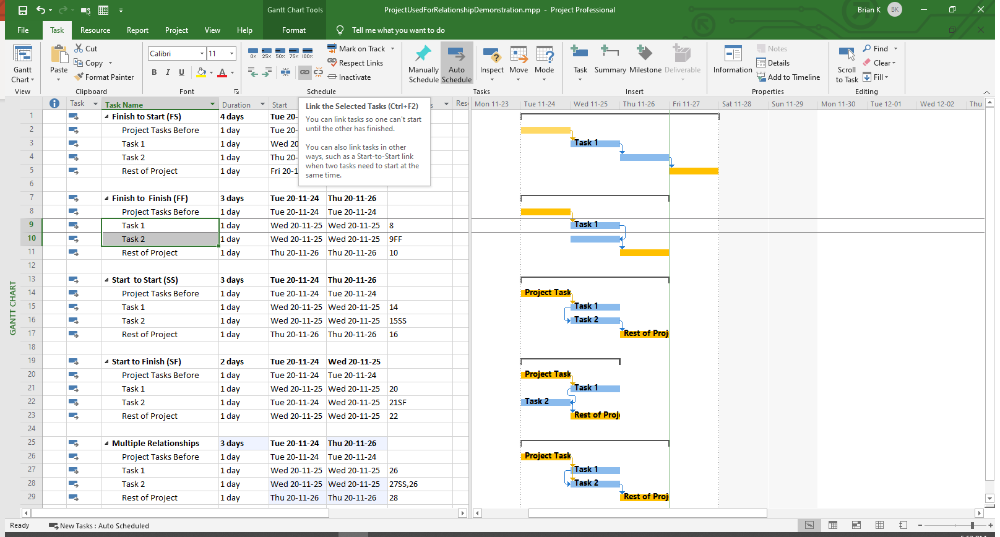 Gantt Chart Tools
ProjectUsedForRelationshipDemonstration.mpp - Project Professional
Brian K
BK
File Task Resource Report Project View Help Format Tell me what you want to do
Gantt
Chart
View
Paste
Cut
Copy
Format Painter
Clipboard
Calibri 11
B I U A
Font
0% 25% 50% 75% 100%
Mark on Track
Respect Links
Inactivate
Schedule
Manually
Schedule
Auto
Schedule
Inspect Move Mode
Tasks
Task Summary Milestone Deliverable
Insert
Information
Notes
Details
Add to Timeline
Properties
Scroll
to Task
Find
Clear
Fill
Editing
Task Task Name Duration Start s Res
Link the Selected Tasks (Ctrl+F2)
You can link tasks so one can't start
until the other has finished.
You can also link tasks in other
ways, such as a Start-to-Start link
when two tasks need to start at the
same time.
Mon 11-23 Tue 11-24 Wed 11-25 Thu 11-26 Fri 11-27 Sat 11-28 Sun 11-29 Mon 11-30 Tue 12-01 Wed 12-02 Thu
1 Finish to Start (FS) 4 days Tue 20-
2 Project Tasks Before 1 day Tue 20-
3 Task 1 1 day Wed 20 Task 1
4 Task 2 1 day Thu 20-
5 Rest of Project 1 day Fri 20-1
6
7 Finish to Finish (FF) 3 days Tue 20-11-24 Thu 20-11-26
8 Project Tasks Before 1 day Tue 20-11-24 Tue 20-11-24
9 Task 1 1 day Wed 20-11-25 Wed 20-11-25 8 Task 1
10 Task 2 1 day Wed 20-11-25 Wed 20-11-25 9FF
11 Rest of Project 1 day Thu 20-11-26 Thu 20-11-26 10
12
13 Start to Start (SS) 3 days Tue 20-11-24 Thu 20-11-26
14 Project Tasks Before 1 day Tue 20-11-24 Tue 20-11-24 Project Task
15 Task 1 1 day Wed 20-11-25 Wed 20-11-25 14 Task 1
16 Task 2 1 day Wed 20-11-25 Wed 20-11-25 15SS Task 2
17 Rest of Project 1 day Thu 20-11-26 Thu 20-11-26 16 Rest of Proj
18
19 Start to Finish (SF) 2 days Tue 20-11-24 Wed 20-11-25
20 Project Tasks Before 1 day Tue 20-11-24 Tue 20-11-24 Project Task
21 Task 1 1 day Wed 20-11-25 Wed 20-11-25 20 Task 1
22 Task 2 1 day Tue 20-11-24 Wed 20-11-25 21SF Task 2
23 Rest of Project 1 day Wed 20-11-25 Wed 20-11-25 22 Rest of Proj
24
25 Multiple Relationships 3 days Tue 20-11-24 Thu 20-11-26
26 Project Tasks Before 1 day Tue 20-11-24 Tue 20-11-24 Project Task
27 Task 1 1 day Wed 20-11-25 Wed 20-11-25 26 Task 1
28 Task 2 1 day Wed 20-11-25 Wed 20-11-25 27SS,26 Task 2
29 Rest of Project 1 day Thu 20-11-26 Thu 20-11-26 28 Rest of Proj
GANTT CHART
Ready New Tasks : Auto Scheduled